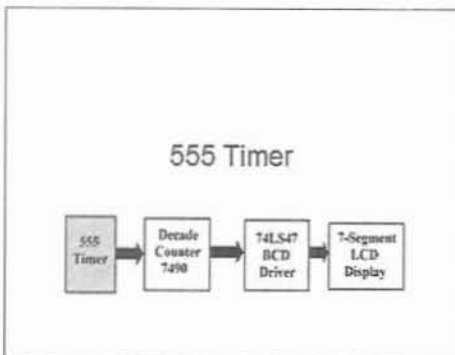 555 Timer
555
Timer
Decade
Counter
7490
74LS47
BCD
Driver
7-Segment
LCD
Display